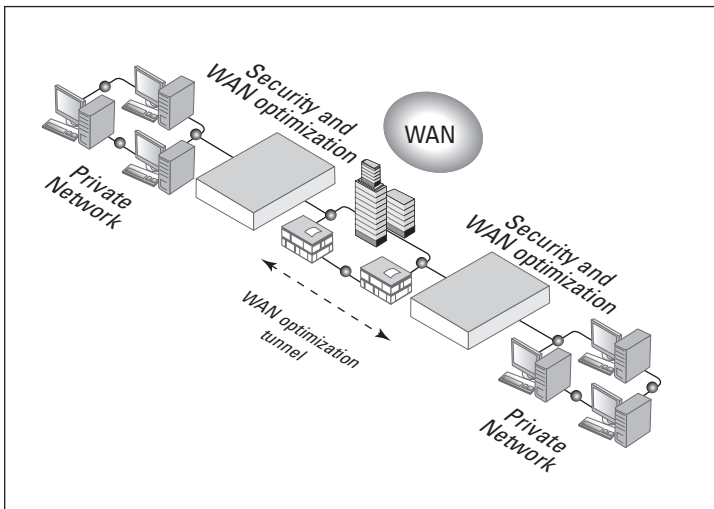 Security and
WAN optimization
WAN
Private
Network
Security and
WAN optimization
WAN optimization
tunnel
Private
Network